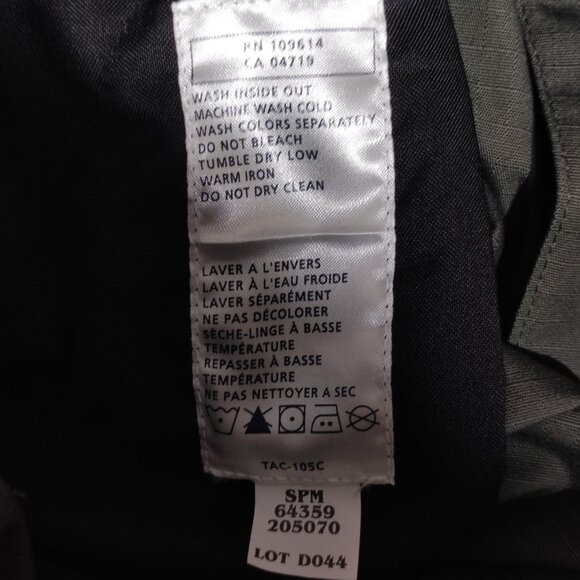 RN 109614
CA 04719
WASH INSIDE OUT
MACHINE WASH COLD
WASH COLORS SEPARATELY
DO NOT BLEACH
TUMBLE DRY LOW
WARM IRON
DO NOT DRY CLEAN
LAVER A L'ENVERS
LAVER À L'EAU FROIDE
LAVER SÉPARÉMENT
NE PAS DÉCOLORER
SÈCHE-LINGE À BASSE
TEMPÉRATURE
REPASSER À BASSE
TEMPÉRATURE
NE PAS NETTOYER A SEC
TAC-105C
SPM
64359
205070
LOT D044